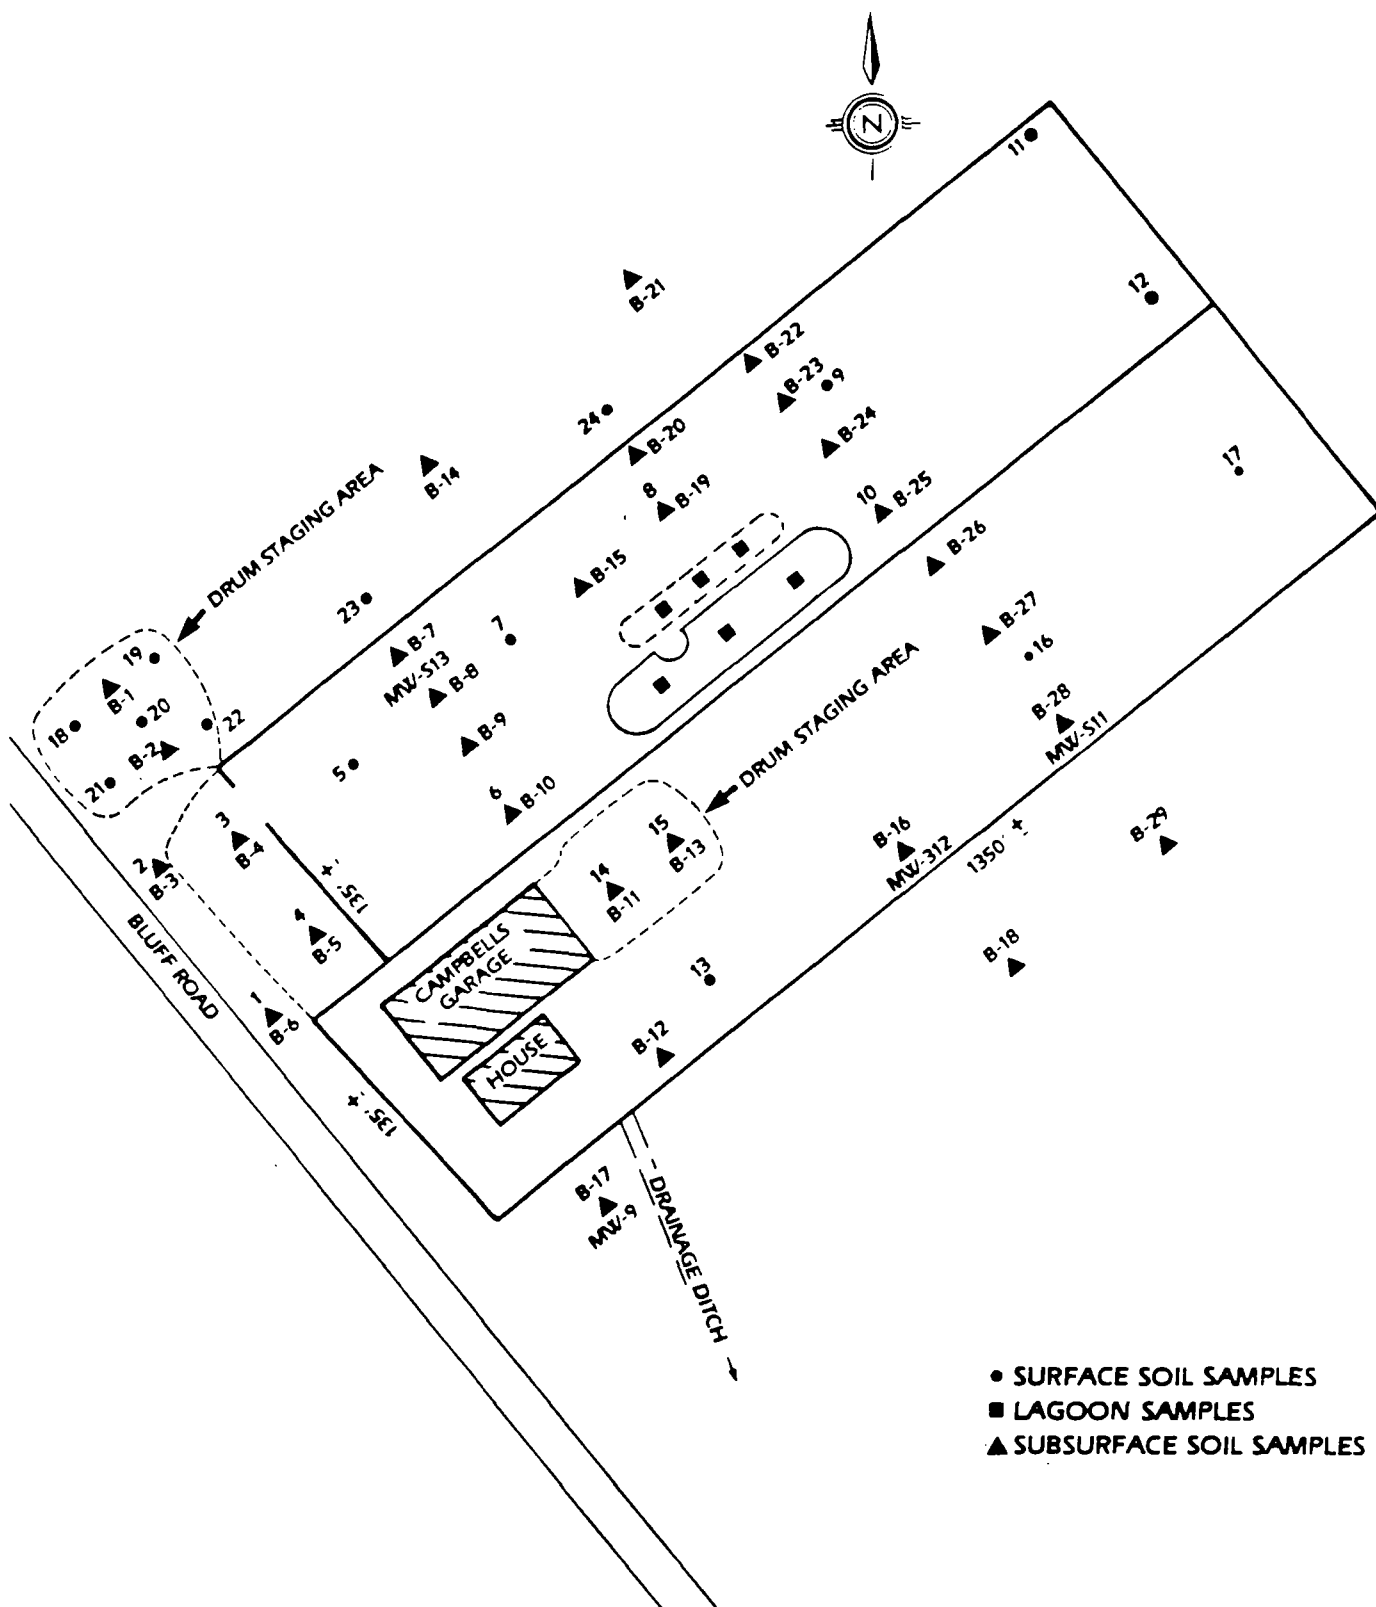 N
11
12
B-21
B-22
B-23
9
24
B-20
B-24
B-14
17
8
B-19
10
B-25
DRUM STAGING AREA
B-26
B-15
23
7
B-7
MW-S13
B-8
B-27
16
19
B-1
18
20
22
B-2
21
B-9
5
DRUM STAGING AREA
B-28
MW-S11
6
B-10
3
B-4
2
B-3
15
B-13
14
B-11
B-16
MW-312
1350' ±
B-29
135' ±
4
B-5
BLUFF ROAD
CAMPBELLS
GARAGE
13
B-18
1
B-6
HOUSE
B-12
135' ±
B-17
MW-9
DRAINAGE DITCH
SURFACE SOIL SAMPLES
LAGOON SAMPLES
SUBSURFACE SOIL SAMPLES